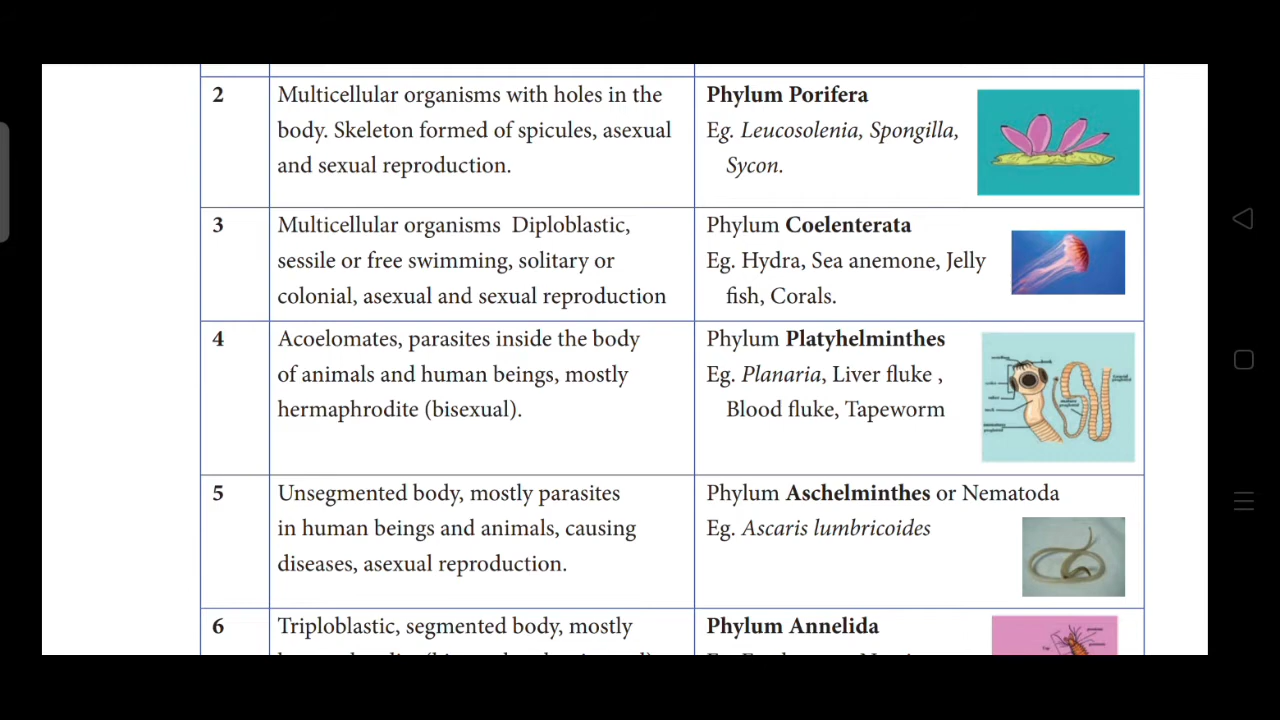 2
Multicellular organisms with holes in the
body. Skeleton formed of spicules, asexual
and sexual reproduction.
Phylum Porifera
Eg. Leucosolenia, Spongilla,
Sycon.
3
Multicellular organisms Diploblastic,
sessile or free swimming, solitary or
colonial, asexual and sexual reproduction
Phylum Coelenterata
Eg. Hydra, Sea anemone, Jelly
fish, Corals.
4
Acoelomates, parasites inside the body
of animals and human beings, mostly
hermaphrodite (bisexual).
Phylum Platyhelminthes
Eg. Planaria, Liver fluke ,
Blood fluke, Tapeworm
5
Unsegmented body, mostly parasites
in human beings and animals, causing
diseases, asexual reproduction.
Phylum Aschelminthes or Nematoda
Eg. Ascaris lumbricoides
6
Triploblastic, segmented body, mostly
Phylum Annelida